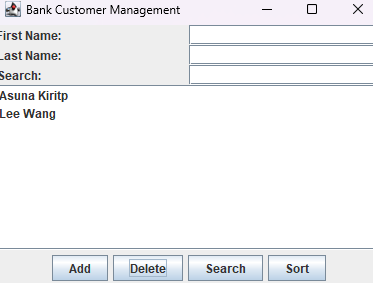 Bank Customer Management
First Name:
Last Name:
Search:
Asuna Kiritp
Lee Wang
Add Delete Search Sort